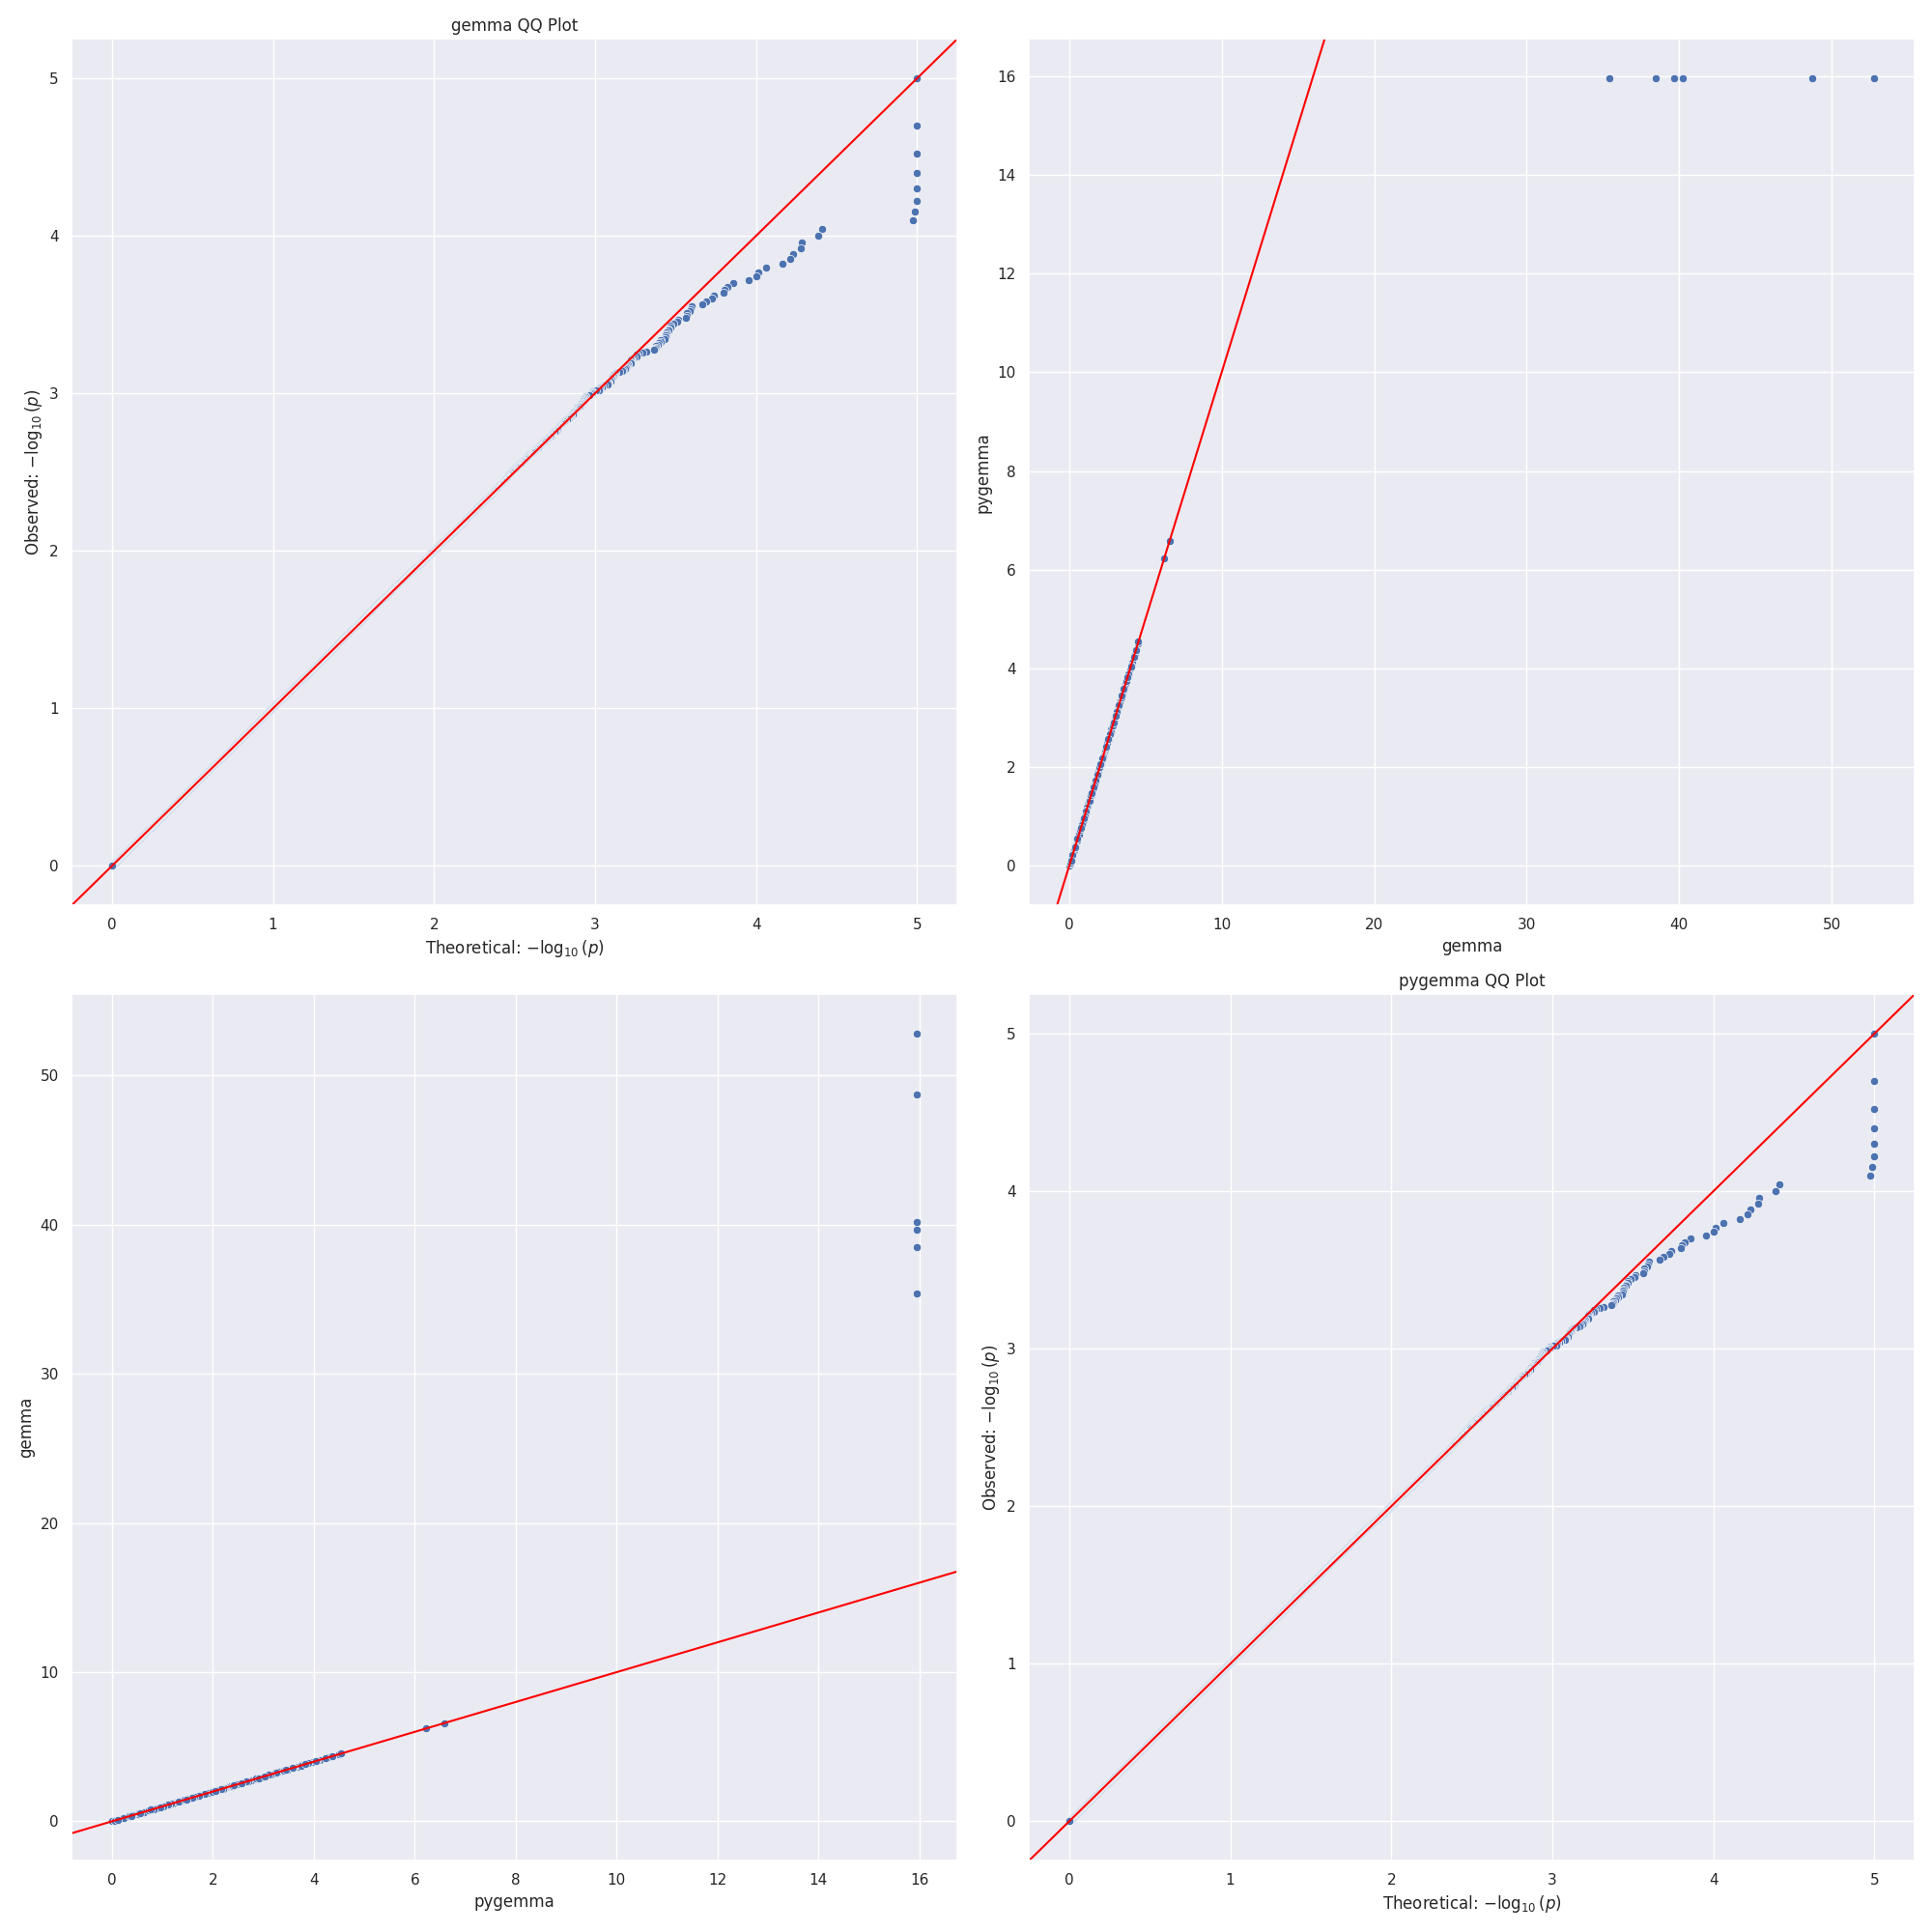 gemma QQ Plot
5
4
3
2
1
0
Observed: −log₁₀(p)
0 1 2 3 4 5
Theoretical: −log₁₀(p)
16
14
12
10
8
6
4
2
0
pygemma
0 10 20 30 40 50
gemma
50
40
30
20
10
0
gemma
0 2 4 6 8 10 12 14 16
pygemma
pygemma QQ Plot
5
4
3
2
1
0
Observed: −log₁₀(p)
0 1 2 3 4 5
Theoretical: −log₁₀(p)